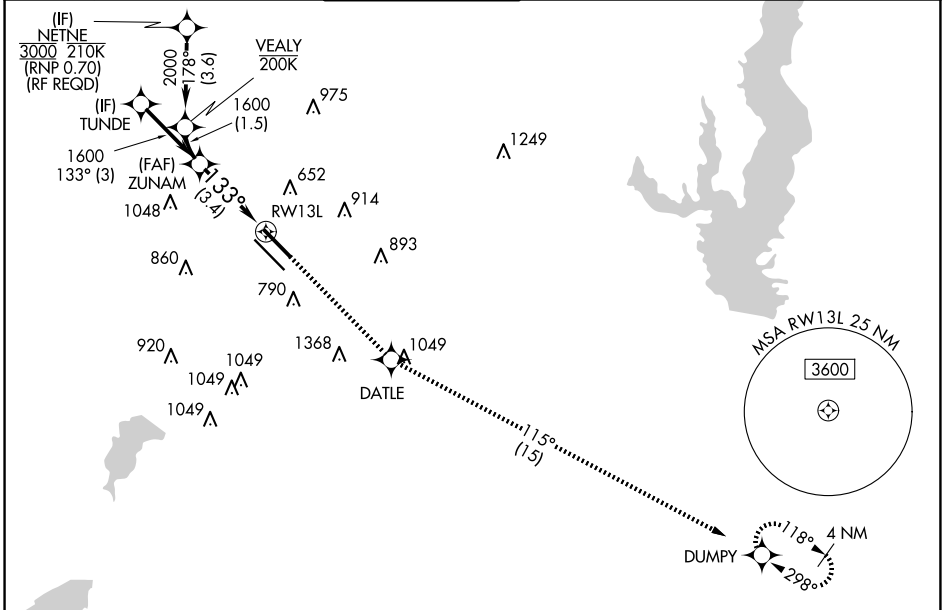 (IF)
NETNE
3000 210K
(RNP 0.70)
(RF REQD)
2000
178°
(3.6)
VEALY
200K
(IF)
TUNDE
1600
(1.5)
975
1249
1600
133° (3)
(FAF)
ZUNAM
133°
(3.4)
652
1048
914
RW13L
893
860
790
920
1049
1049
1049
1368
1049
DATLE
MSA RW13L 25 NM
3600
115°
(15)
118°
4 NM
DUMPY
298°